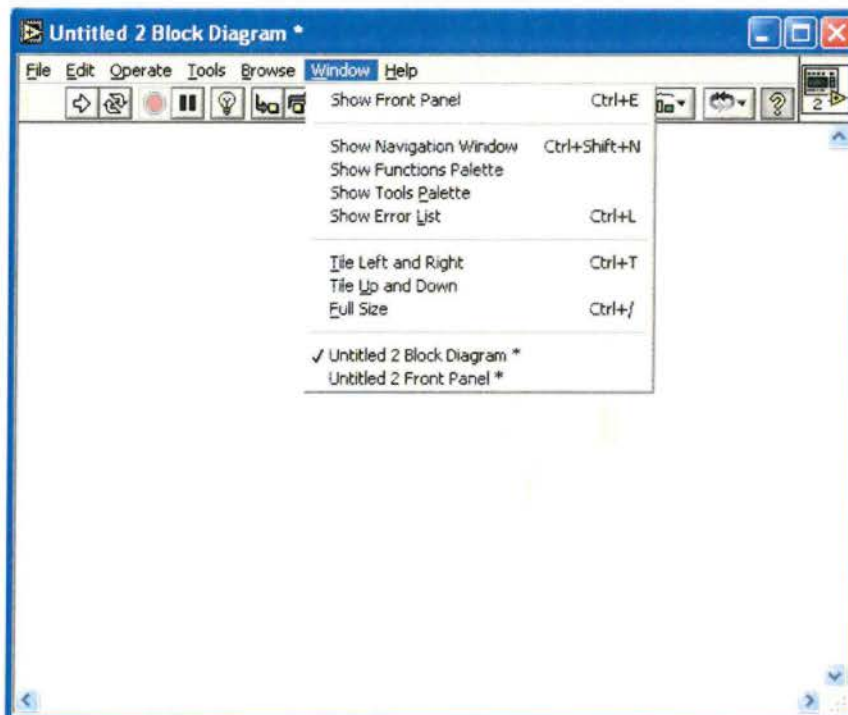 Untitled 2 Block Diagram *
File Edit Operate Tools Browse Window Help
2
Show Front Panel Ctrl+E
Show Navigation Window Ctrl+Shift+N
Show Functions Palette
Show Tools Palette
Show Error List Ctrl+L
Tile Left and Right Ctrl+T
Tile Up and Down
Full Size Ctrl+/
✓ Untitled 2 Block Diagram *
Untitled 2 Front Panel *